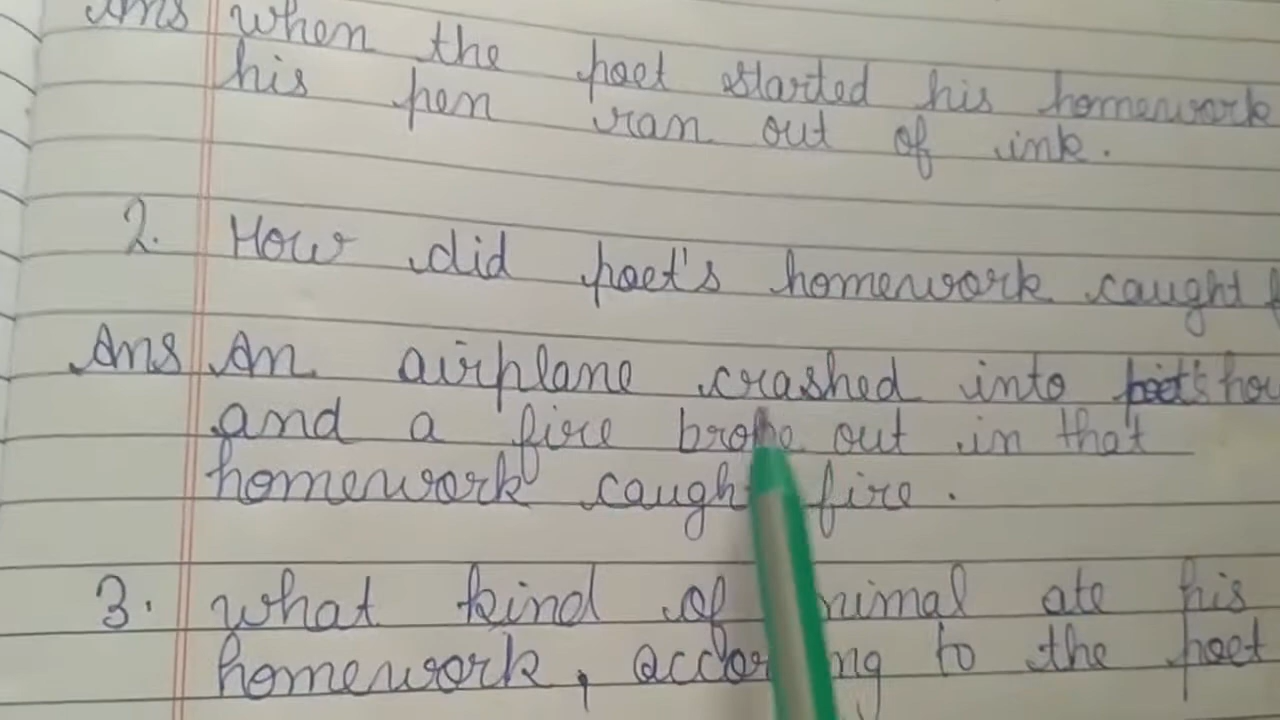 Ans when the poet started his homework
his pen ran out of ink.
2. How did poet's homework caught
Ans An airplane crashed into poet's hou
and a fire broke out in that
homework caught fire.
3. what kind of nimal ate his
homework, according to the poet